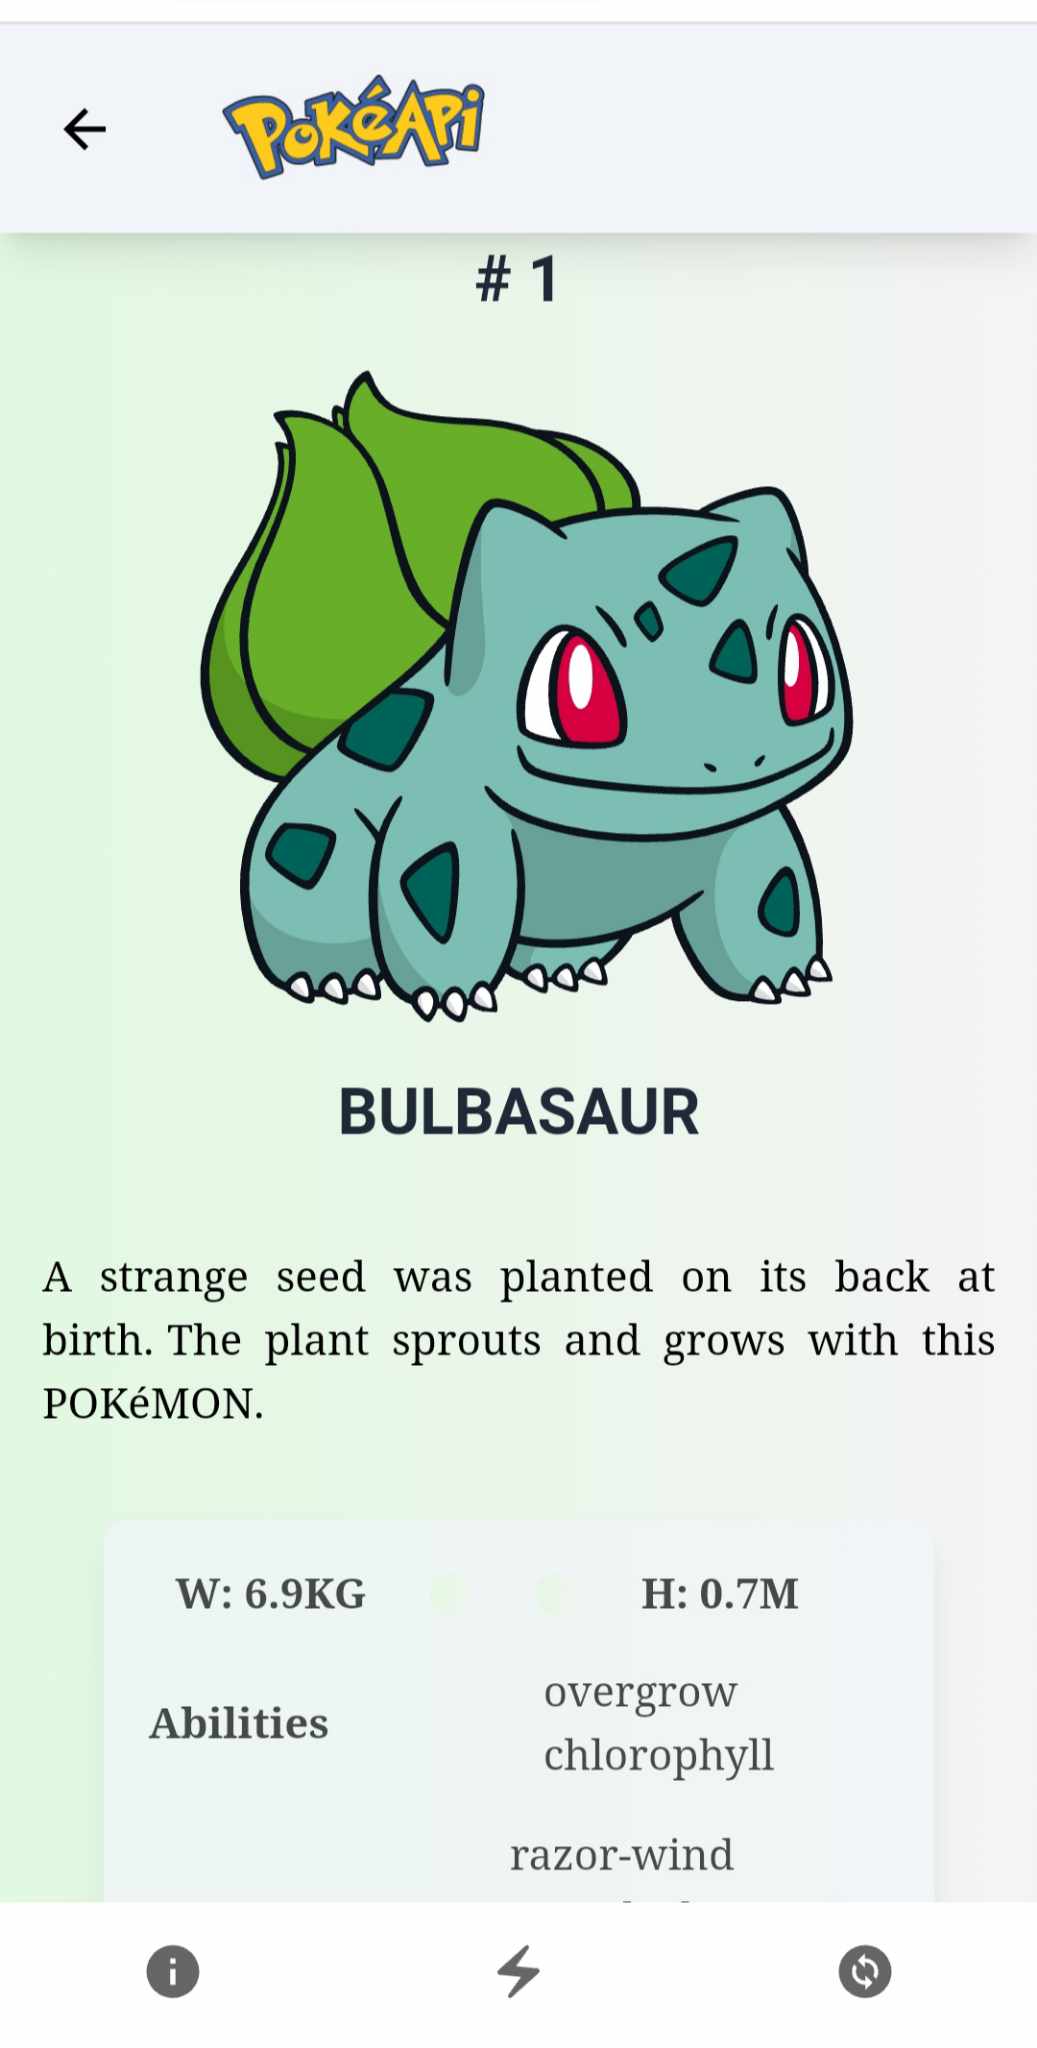 PokéAPi
# 1
BULBASAUR
A strange seed was planted on its back at
birth. The plant sprouts and grows with this
POKéMON.
W: 6.9KG H: 0.7M
overgrow
Abilities
chlorophyll
razor-wind